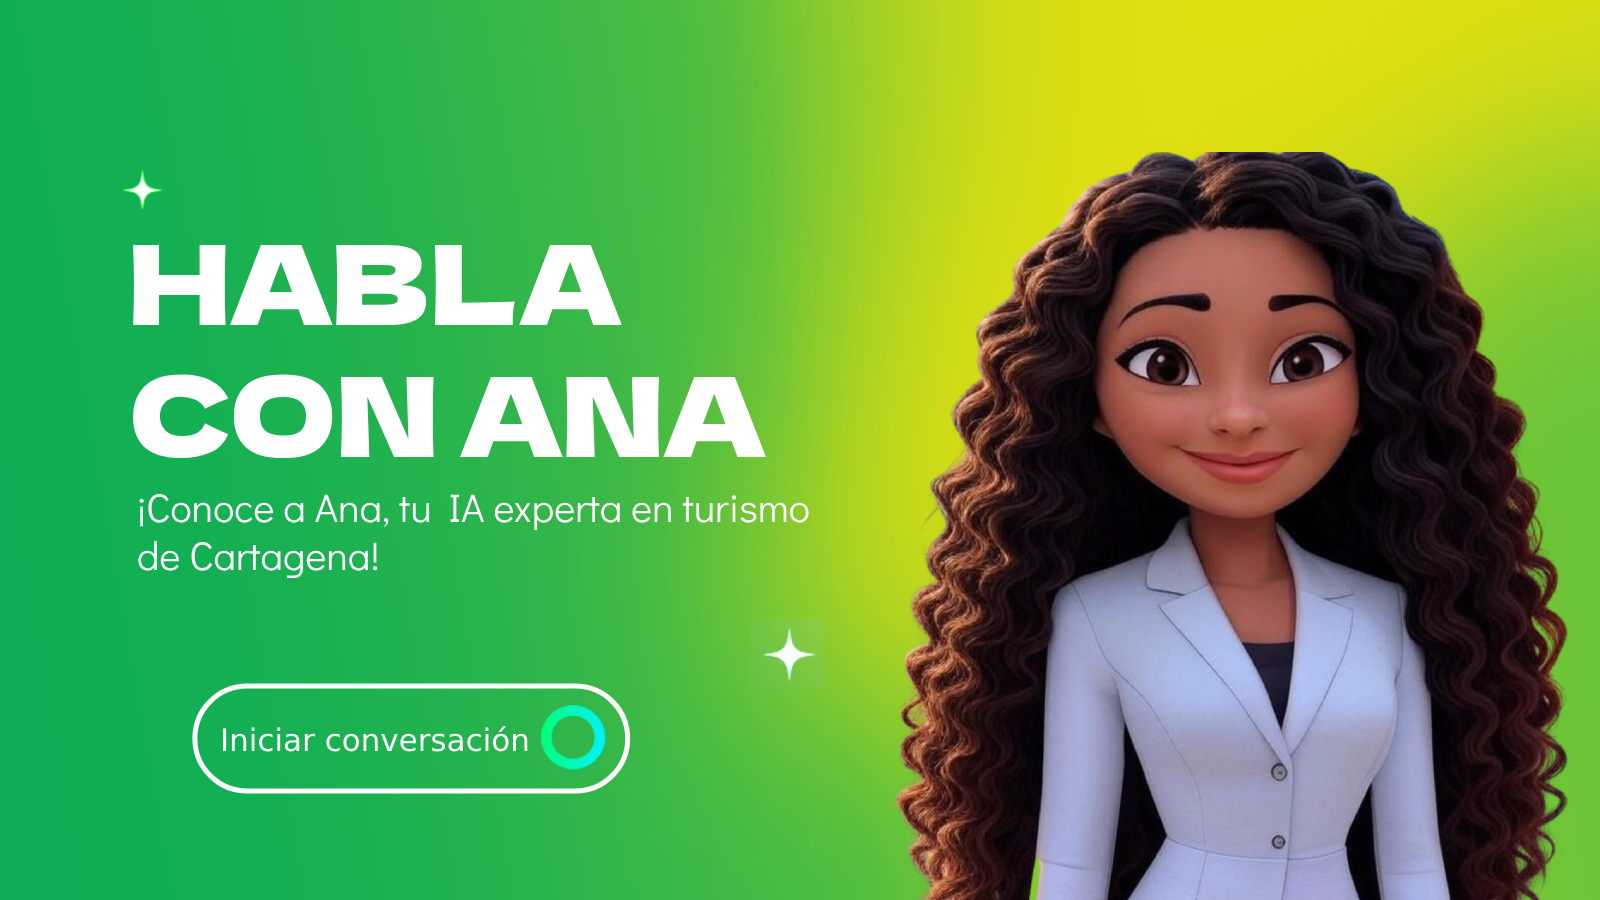 HABLA
CON ANA
¡Conoce a Ana, tu IA experta en turismo
de Cartagena!
Iniciar conversación